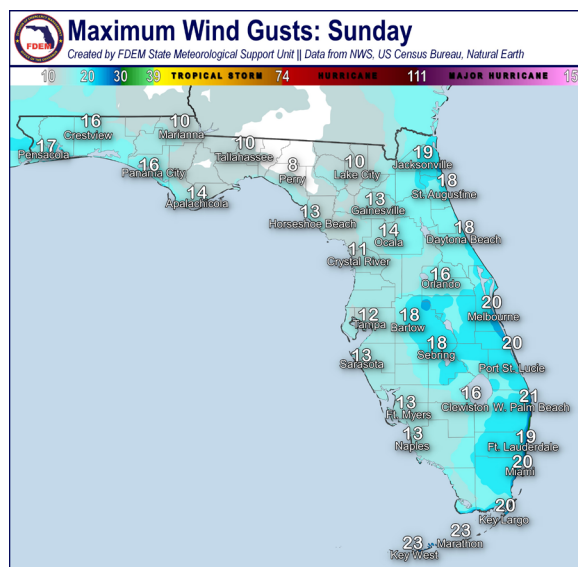 FDEM
Maximum Wind Gusts: Sunday
Created by FDEM State Meteorological Support Unit || Data from NWS, US Census Bureau, Natural Earth
10 20 30 39 TROPICAL STORM 74 HURRICANE 111 MAJOR HURRICANE 15
16
Crestview
10
Marianna
17
Pensacola
10
Tallahassee
19
Jacksonville
16
Panama City
8
Perry
10
Lake City
18
St. Augustine
14
Apalachicola
13
Gainesville
13
Horseshoe Beach
14
Ocala
18
Daytona Beach
11
Crystal River
16
Orlando
20
Melbourne
12
Tampa
18
Bartow
18
Sebring
20
Port St. Lucie
13
Sarasota
16
Clewiston
21
W. Palm Beach
13
Ft. Myers
13
Naples
19
Ft. Lauderdale
20
Miami
20
Key Largo
23
Marathon
23
Key West